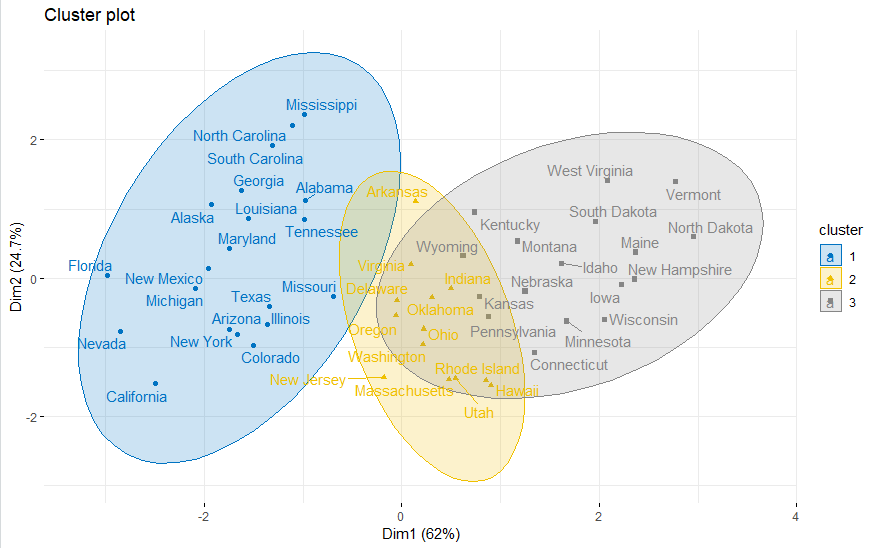 Cluster plot
Mississippi
North Carolina
South Carolina
Georgia
Alabama
Alaska
Louisiana
Tennessee
Maryland
Florida
New Mexico
Michigan
Texas
Missouri
Arizona
Illinois
New York
Nevada
Colorado
California
Arkansas
Virginia
Indiana
Delaware
Oklahoma
Oregon
Ohio
Washington
New Jersey
Rhode Island
Massachusetts
Hawaii
Utah
West Virginia
Vermont
South Dakota
Kentucky
North Dakota
Wyoming
Montana
Maine
Idaho
New Hampshire
Nebraska
Iowa
Kansas
Wisconsin
Pennsylvania
Minnesota
Connecticut
2
0
-2
-2
0
2
4
Dim1 (62%)
Dim2 (24.7%)
cluster
a 1
a 2
a 3